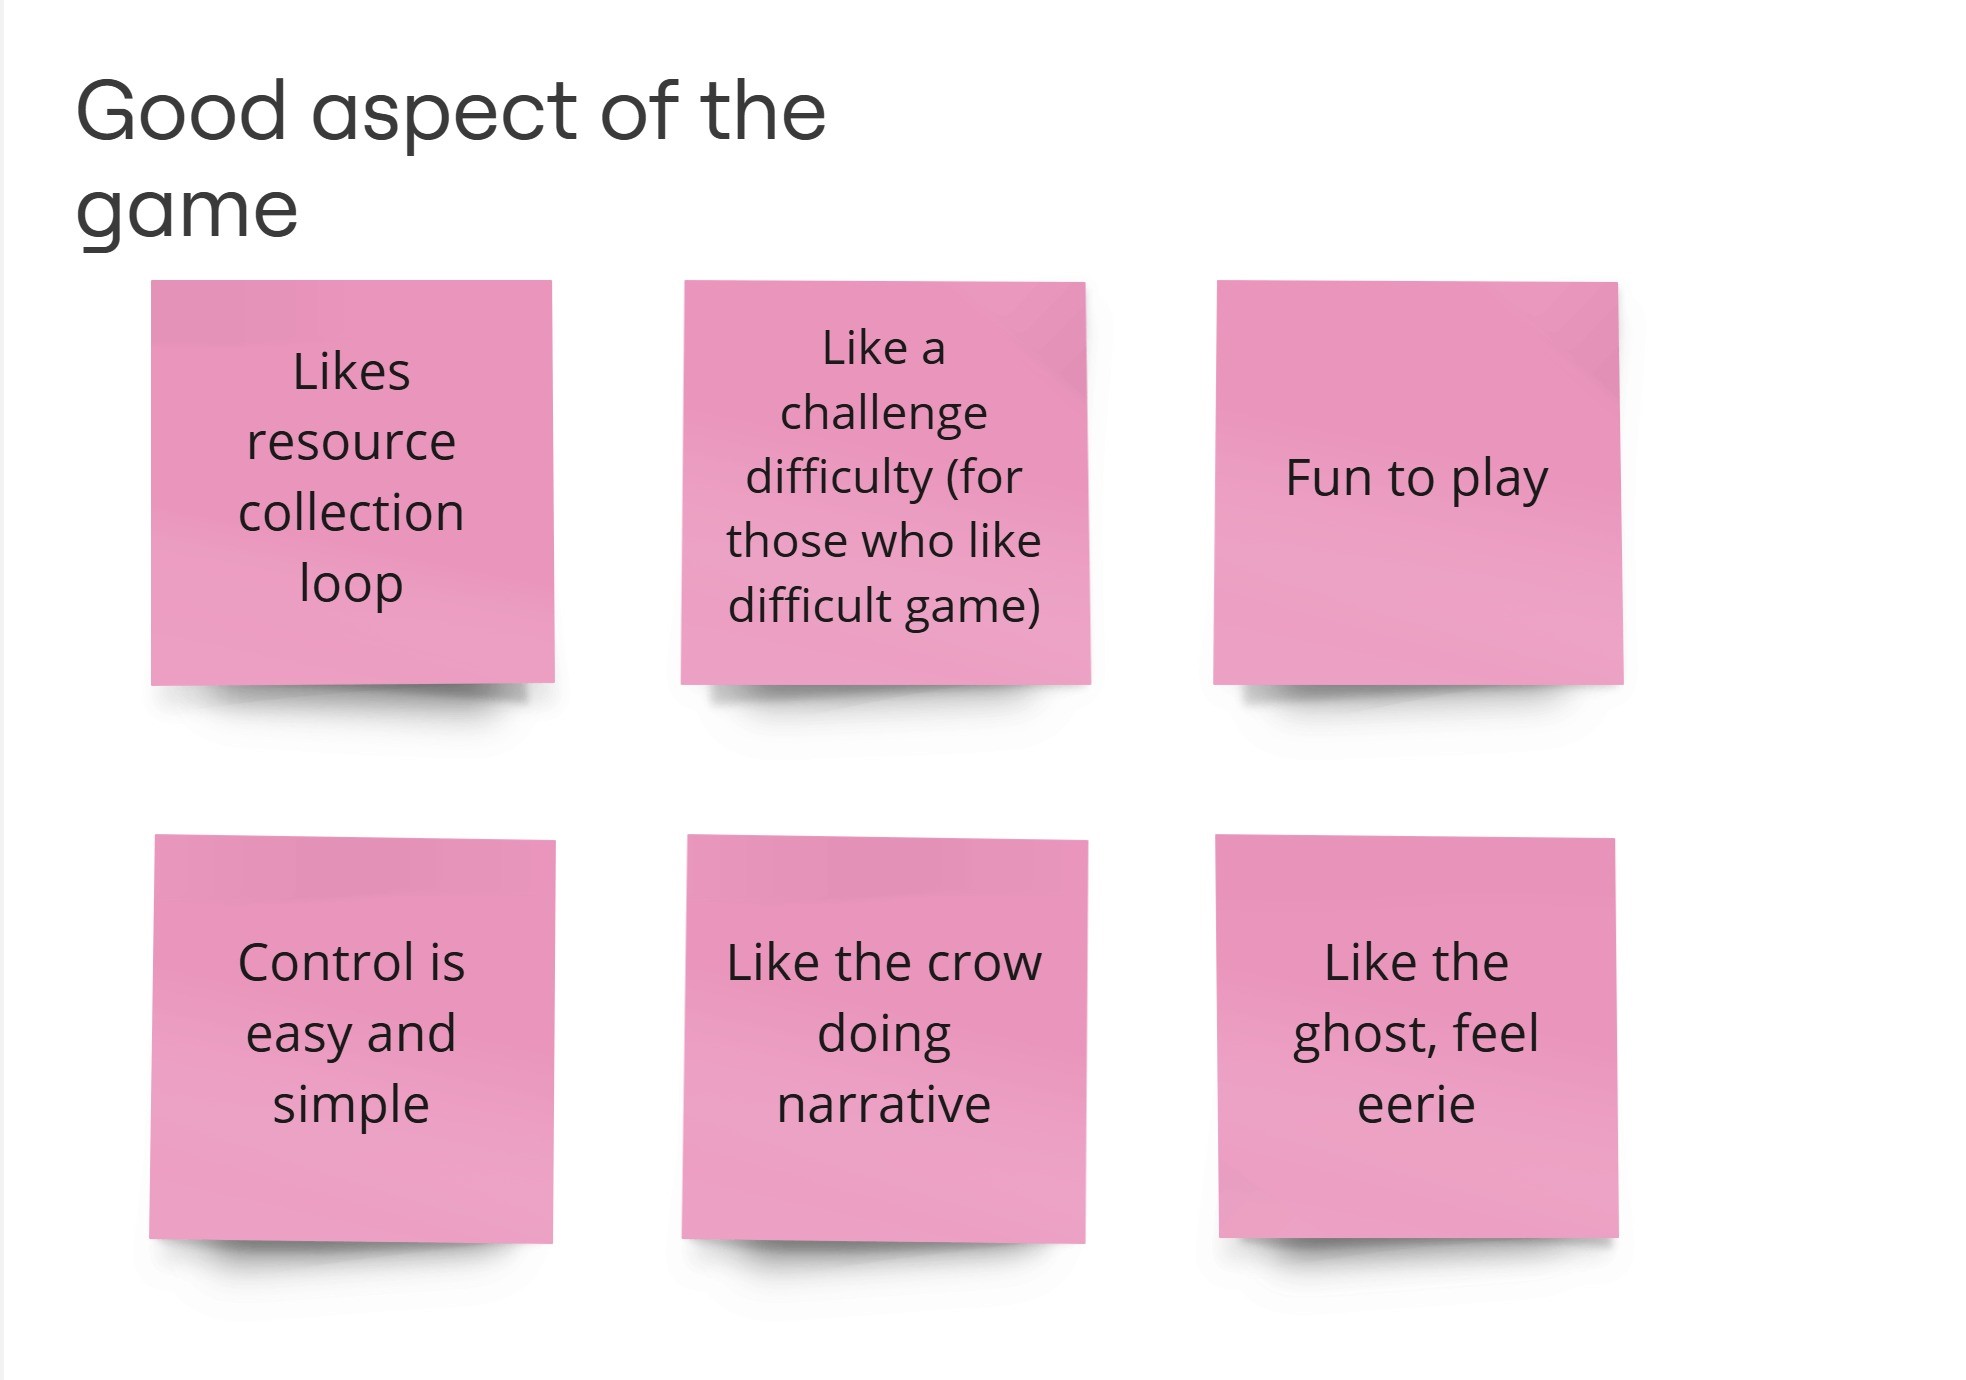 Good aspect of the
game
Likes
resource
collection
loop
Like a
challenge
difficulty (for
those who like
difficult game)
Fun to play
Control is
easy and
simple
Like the crow
doing
narrative
Like the
ghost, feel
eerie